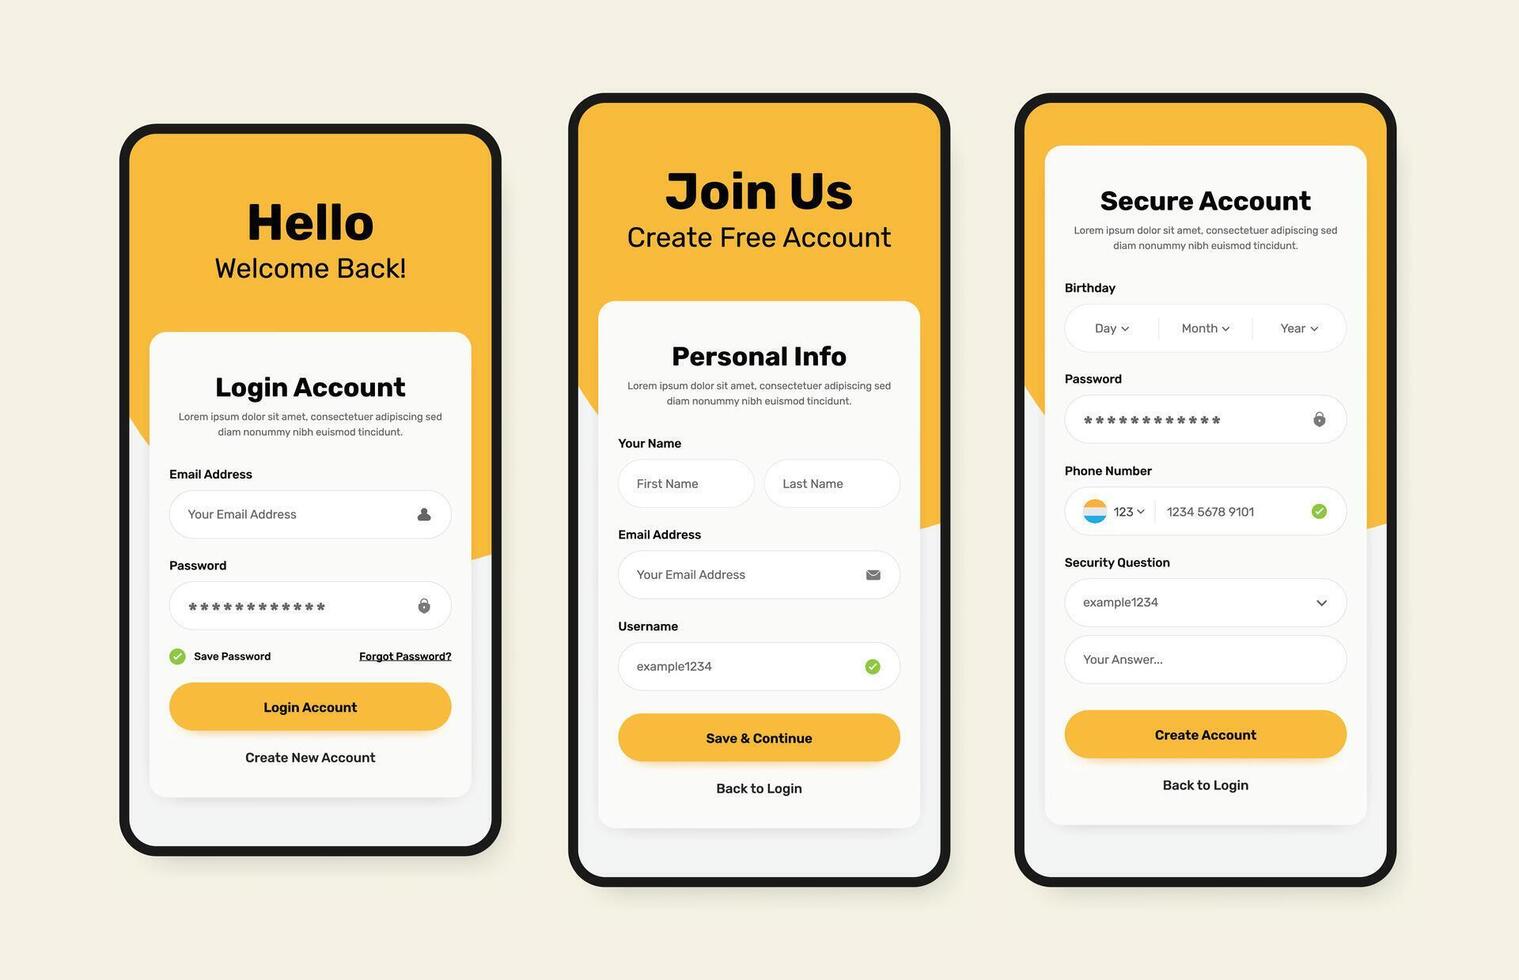 Hello
Welcome Back!
Login Account
Lorem ipsum dolor sit amet, consectetuer adipiscing sed
diam nonummy nibh euismod tincidunt.
Email Address
Your Email Address
Password
************
Save Password Forgot Password?
Login Account
Create New Account
Join Us
Create Free Account
Personal Info
Lorem ipsum dolor sit amet, consectetuer adipiscing sed
diam nonummy nibh euismod tincidunt.
Your Name
First Name Last Name
Email Address
Your Email Address
Username
example1234
Save & Continue
Back to Login
Secure Account
Lorem ipsum dolor sit amet, consectetuer adipiscing sed
diam nonummy nibh euismod tincidunt.
Birthday
Day Month Year
Password
************
Phone Number
123 1234 5678 9101
Security Question
example1234
Your Answer...
Create Account
Back to Login